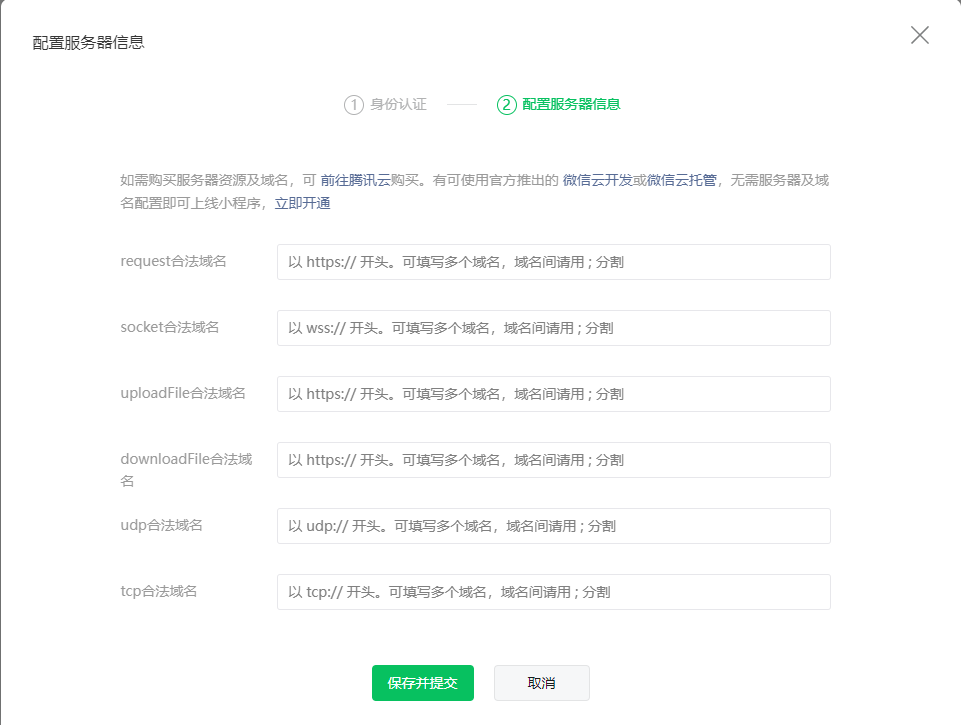 配置服务器信息
1 身份认证
2 配置服务器信息
如需购买服务器资源及域名，可 前往腾讯云购买。有可使用官方推出的 微信云开发或微信云托管，无需服务器及域
名配置即可上线小程序，立即开通
request合法域名
以 https:// 开头。可填写多个域名，域名间请用 ; 分割
socket合法域名
以 wss:// 开头。可填写多个域名，域名间请用 ; 分割
uploadFile合法域名
以 https:// 开头。可填写多个域名，域名间请用 ; 分割
downloadFile合法域
名
以 https:// 开头。可填写多个域名，域名间请用 ; 分割
udp合法域名
以 udp:// 开头。可填写多个域名，域名间请用 ; 分割
tcp合法域名
以 tcp:// 开头。可填写多个域名，域名间请用 ; 分割
保存并提交
取消